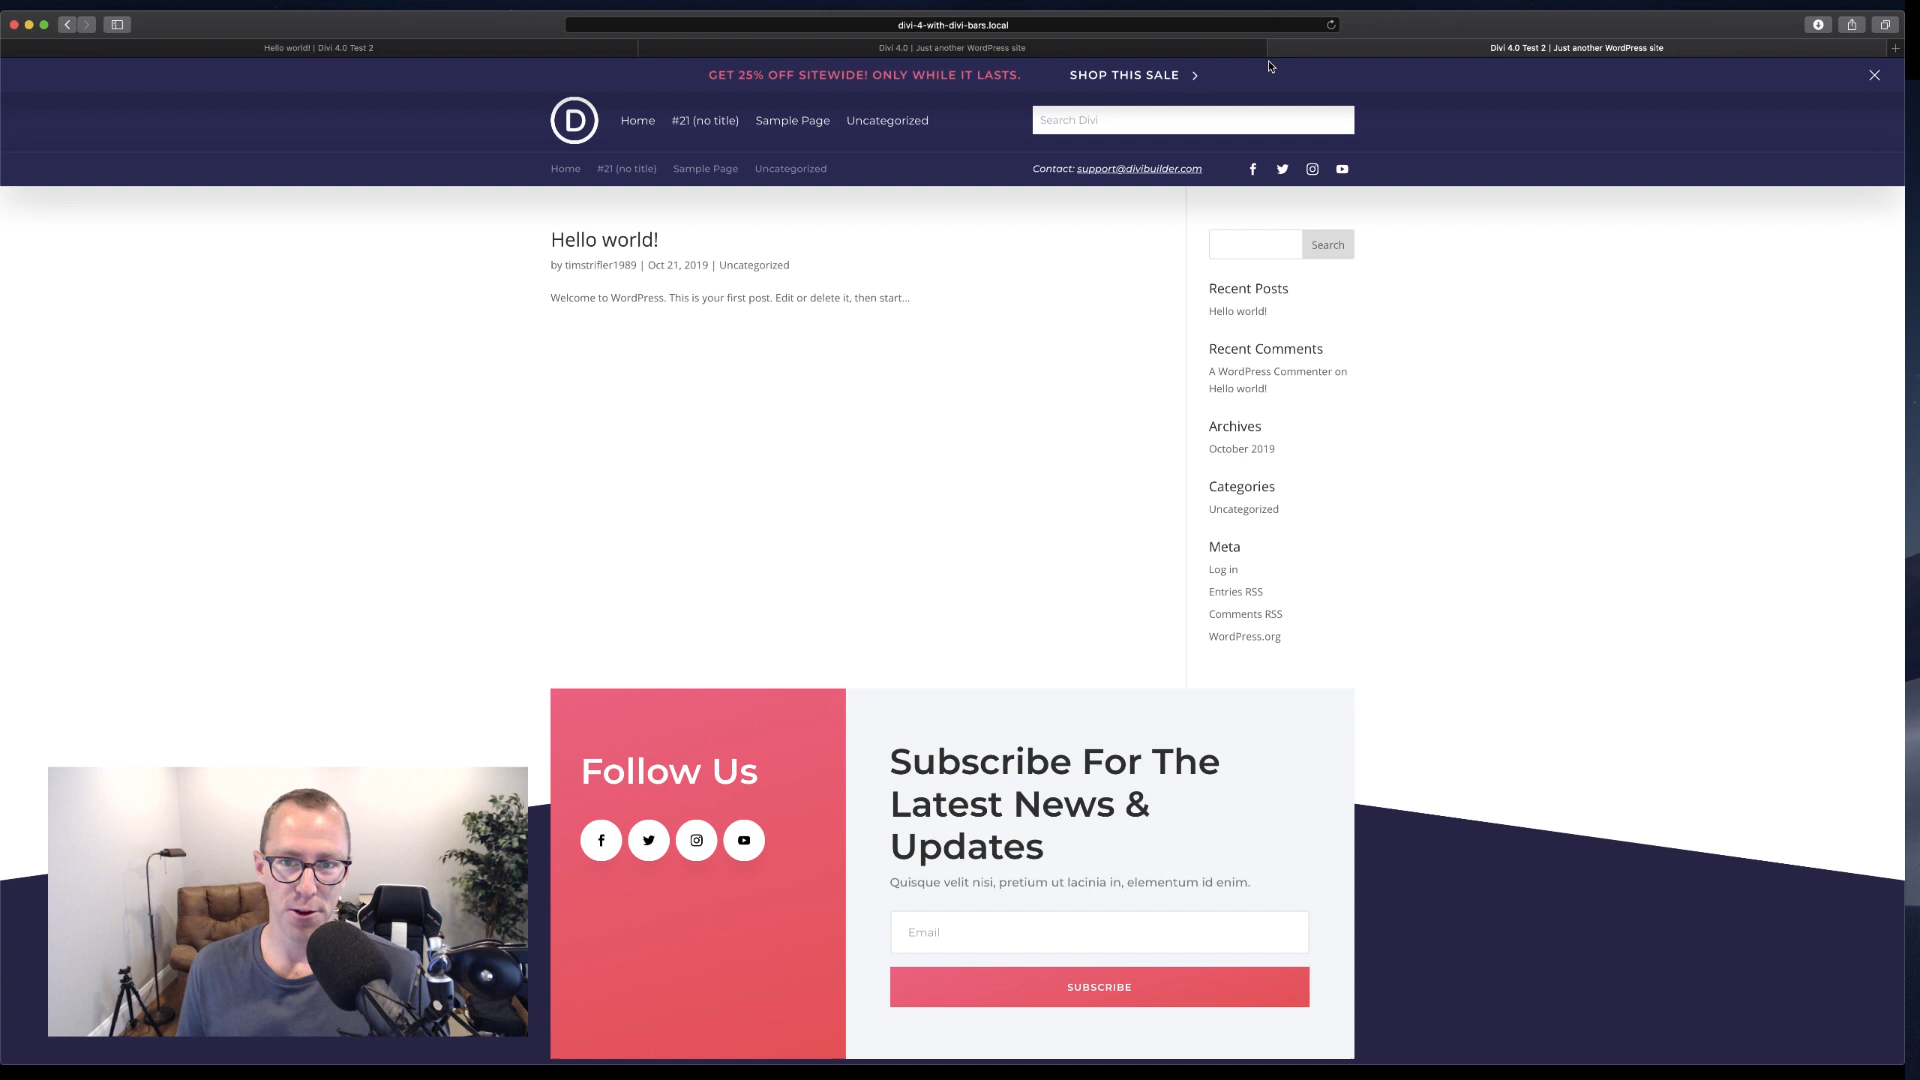 divi-4-with-divi-bars.local
Hello world! | Divi 4.0 Test 2
Divi 4.0 | Just another WordPress site
Divi 4.0 Test 2 | Just another WordPress site
GET 25% OFF SITEWIDE! ONLY WHILE IT LASTS. SHOP THIS SALE
D
Home #21 (no title) Sample Page Uncategorized
Search Divi
Home #21 (no title) Sample Page Uncategorized
Contact: support@divibuilder.com
Hello world!
by timstrifler1989 | Oct 21, 2019 | Uncategorized
Welcome to WordPress. This is your first post. Edit or delete it, then start...
Search
Recent Posts
Hello world!
Recent Comments
A WordPress Commenter on
Hello world!
Archives
October 2019
Categories
Uncategorized
Meta
Log in
Entries RSS
Comments RSS
WordPress.org
Follow Us
Subscribe For The
Latest News &
Updates
Quisque velit nisi, pretium ut lacinia in, elementum id enim.
Email
SUBSCRIBE